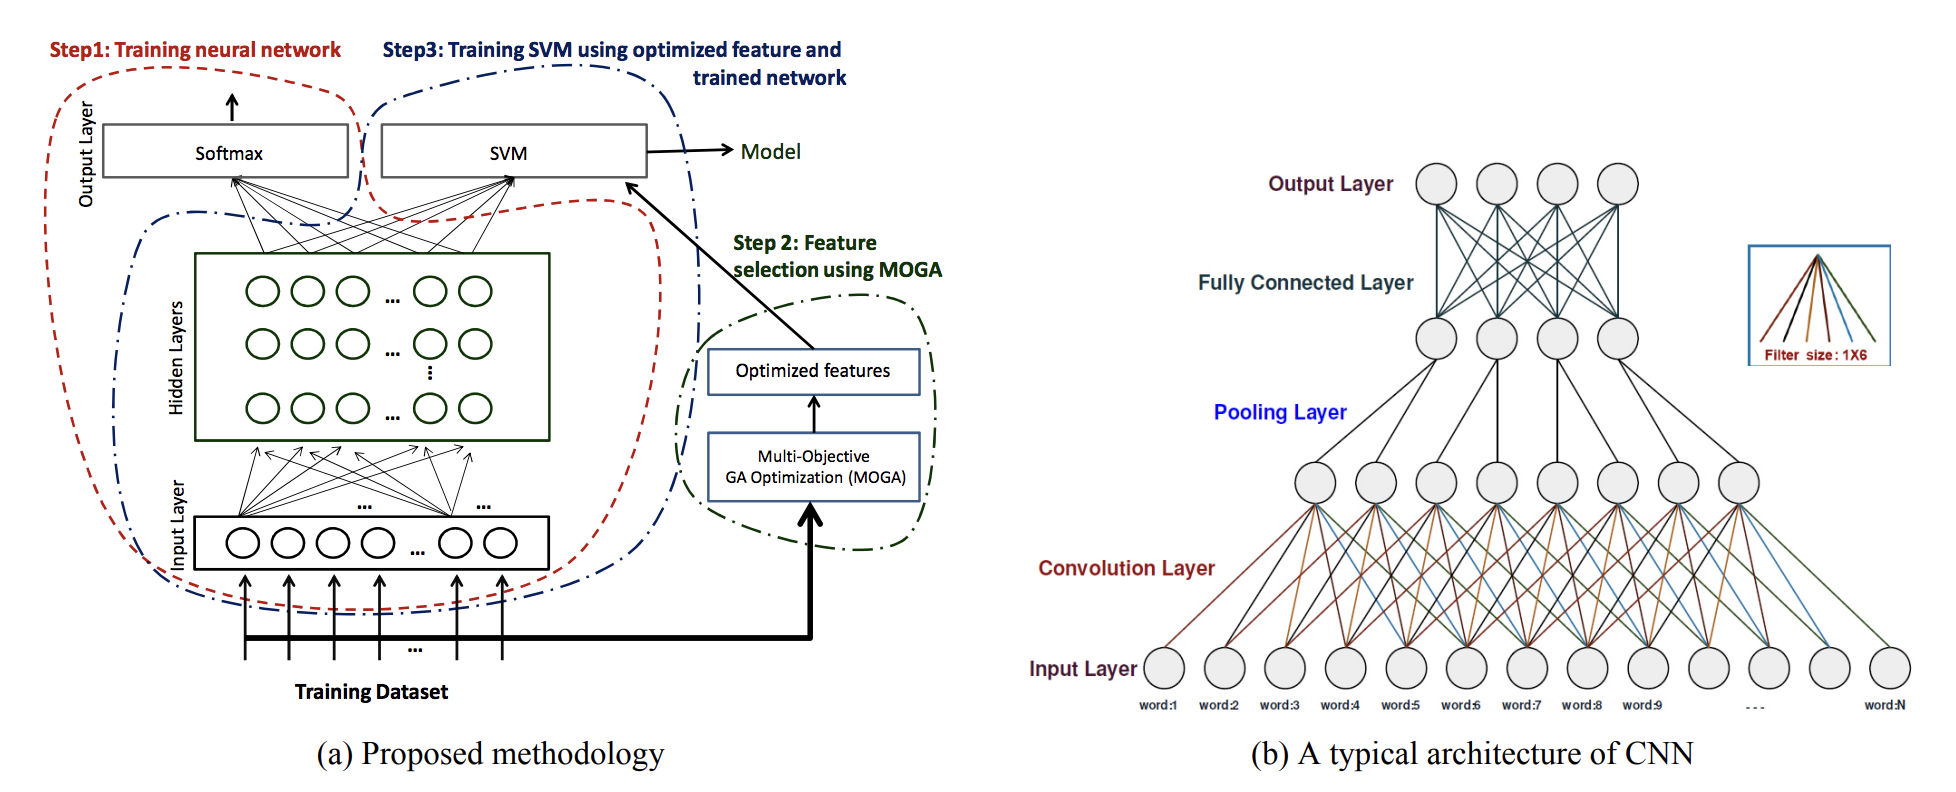 Step1: Training neural network
Step3: Training SVM using optimized feature and
trained network
Output Layer
Softmax
SVM
Model
Step 2: Feature
selection using MOGA
Hidden Layers
...
...
...
...
Optimized features
Multi-Objective
GA Optimization (MOGA)
Input Layer
...
...
...
...
Training Dataset
(a) Proposed methodology
Output Layer
Fully Connected Layer
Filter size: 1X6
Pooling Layer
Convolution Layer
Input Layer
word:1 word:2 word:3 word:4 word:5 word:6 word:7 word:8 word:9 --- word:N
(b) A typical architecture of CNN